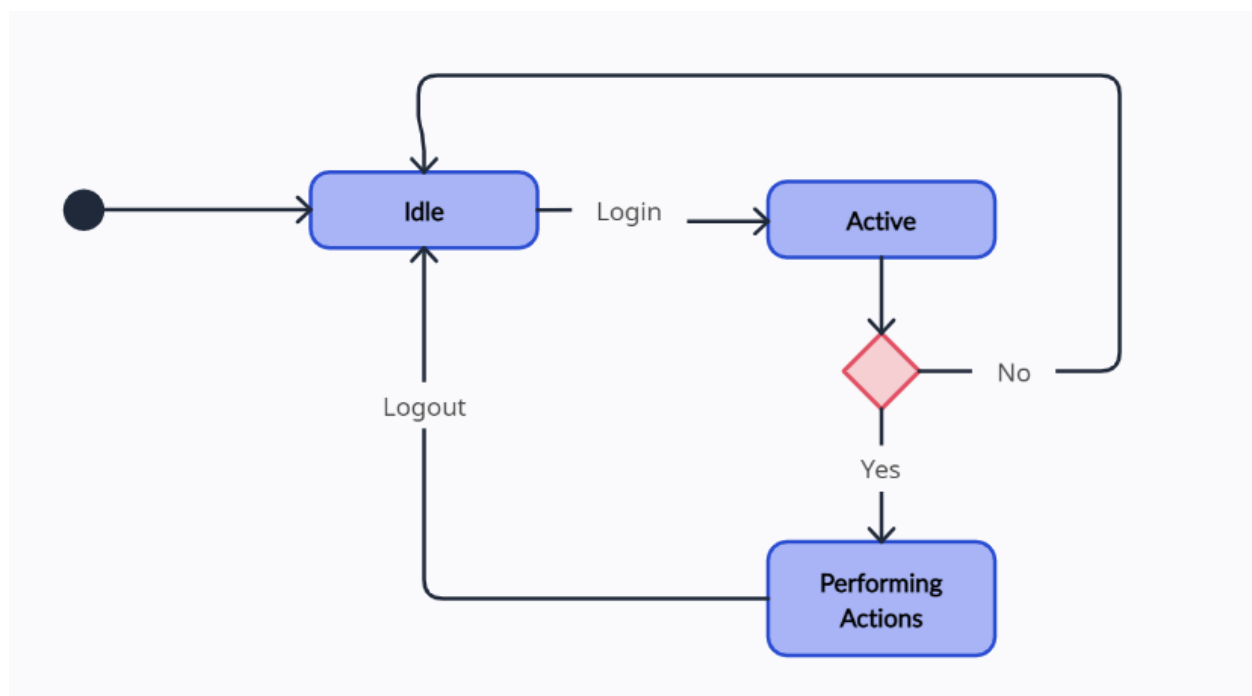 Idle
Login
Active
No
Logout
Yes
Performing
Actions